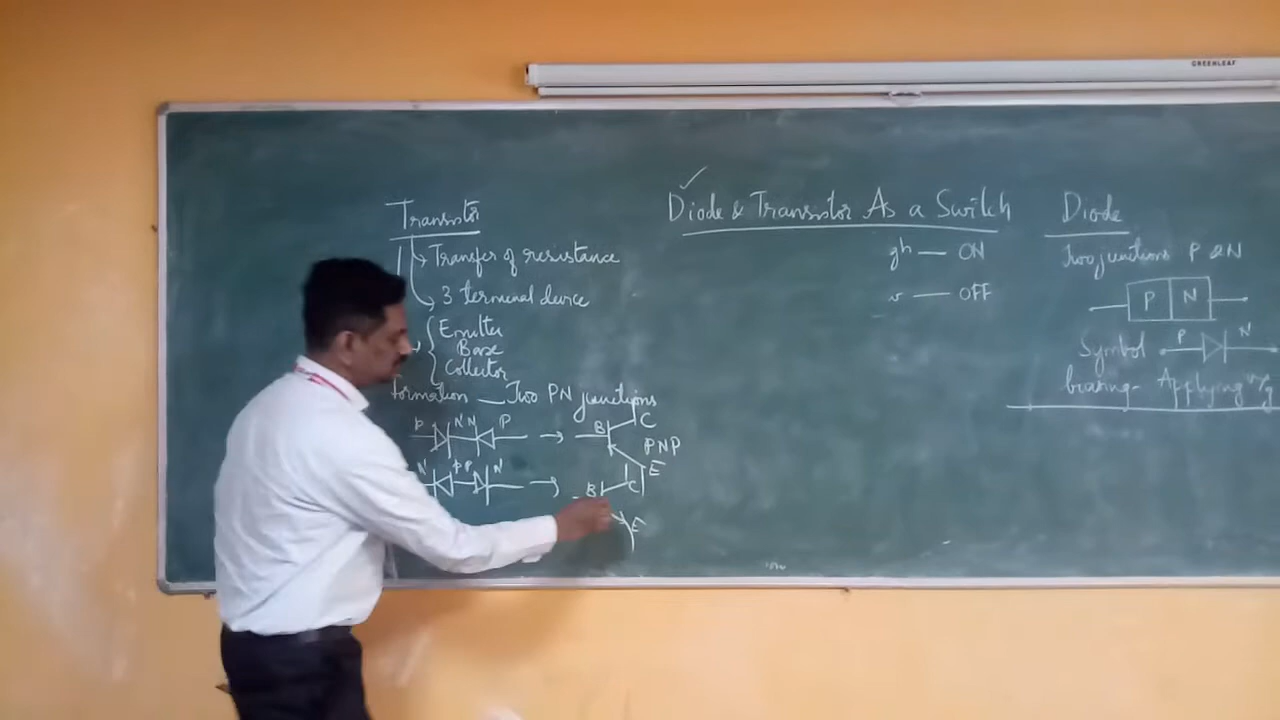 GREENLEAF
Transistor
Transfer of resistance
3 terminal device
Emitter
Base
Collector
formation — Two PN junctions
P N N P → B C E PNP
N P P N → B C E
✓
Diode & Transistor As a Switch
gh — ON
— OFF
Diode
Two junctions P & N
P N
Symbol P N
biasing - Applying